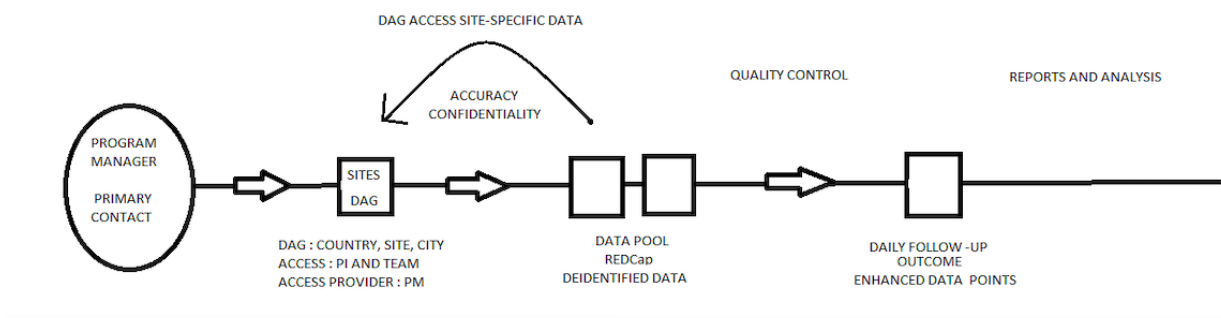 DAG ACCESS SITE-SPECIFIC DATA
QUALITY CONTROL
REPORTS AND ANALYSIS
ACCURACY
CONFIDENTIALITY
PROGRAM
MANAGER
PRIMARY
CONTACT
SITES
DAG
DAG : COUNTRY, SITE, CITY
ACCESS : PI AND TEAM
ACCESS PROVIDER : PM
DATA POOL
REDCap
DEIDENTIFIED DATA
DAILY FOLLOW -UP
OUTCOME
ENHANCED DATA POINTS